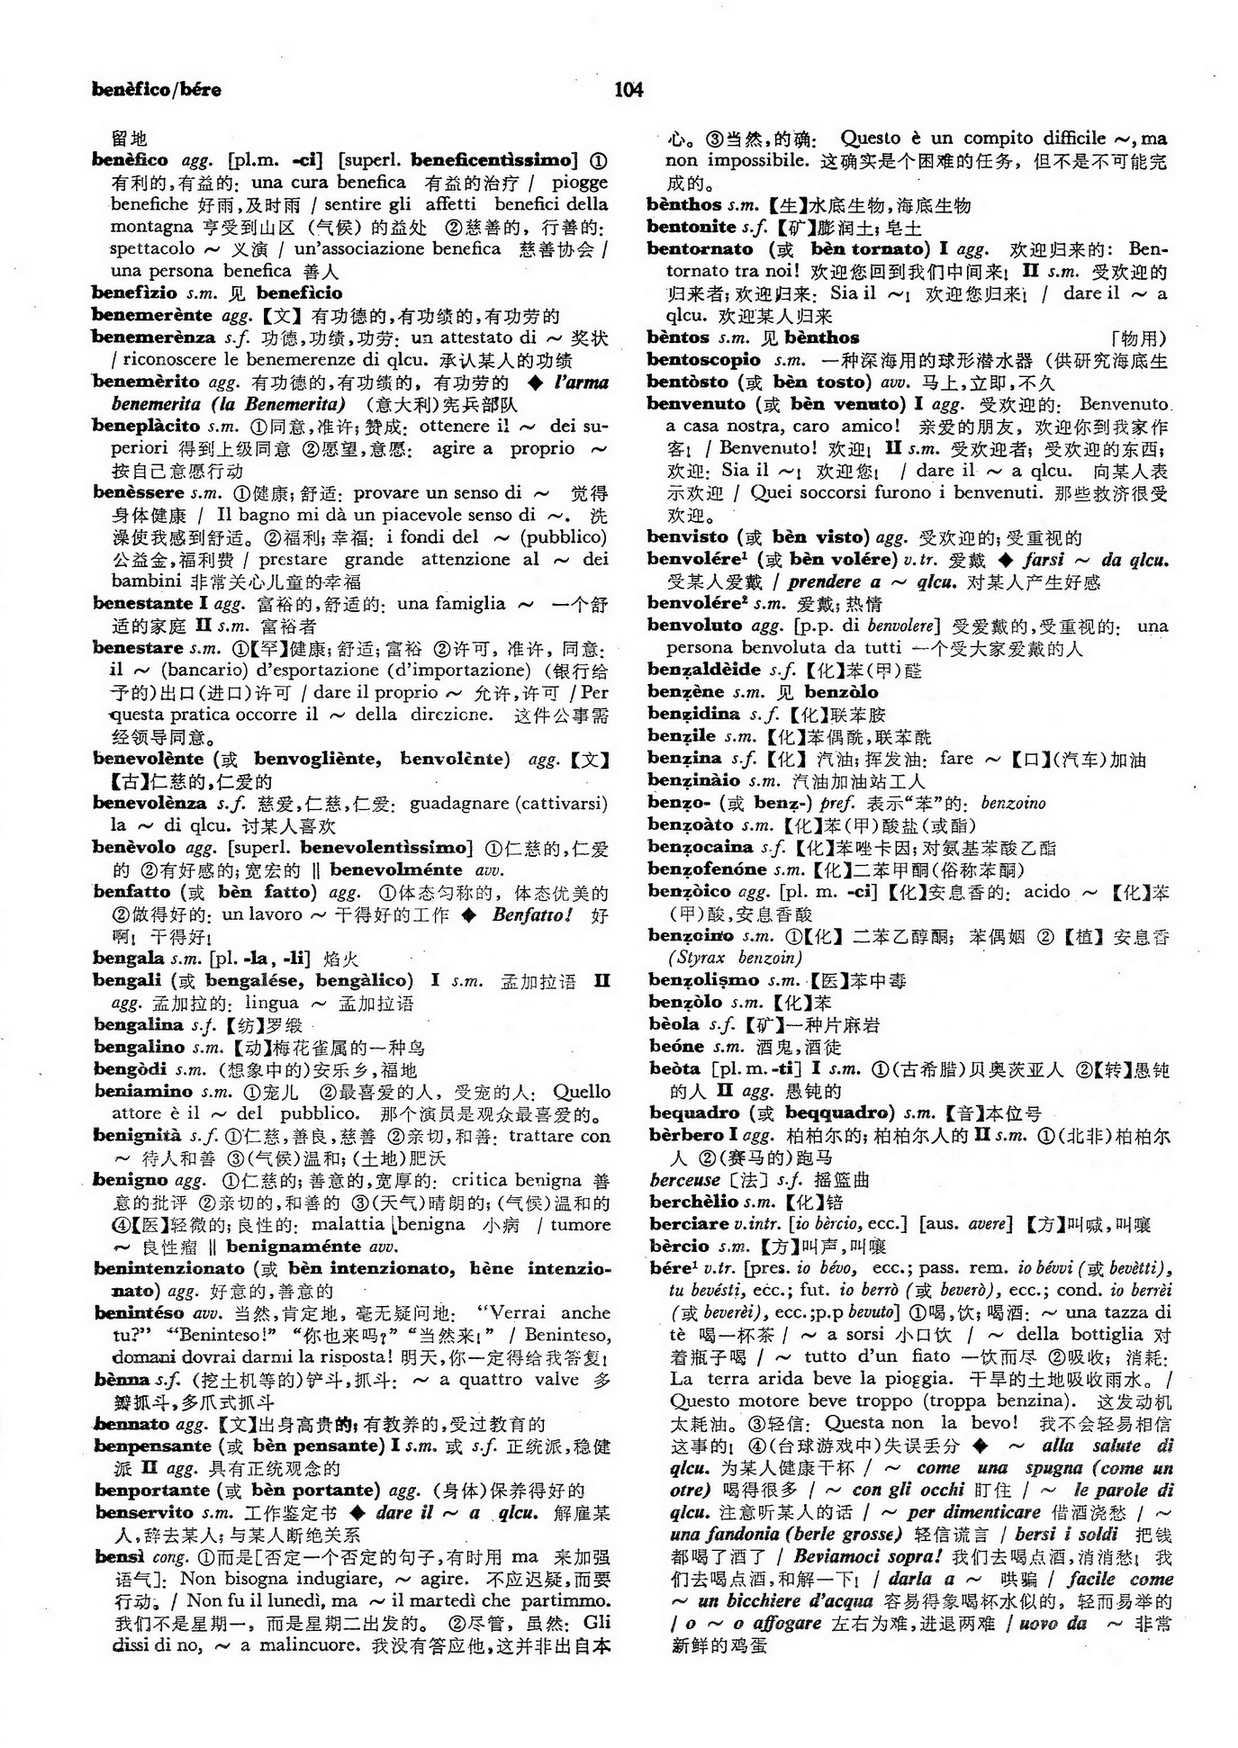 benèfico/bére
104
留地
benèfico agg. [pl.m. -ci] [superl. beneficentìssimo] ①
有利的,有益的: una cura benefica 有益的治疗 / piogge
benefiche 好雨,及时雨 / sentire gli affetti benefici della
montagna 享受到山区 (气候) 的益处 ②慈善的, 行善的:
spettacolo ~ 义演 / un'associazione benefica 慈善协会 /
una persona benefica 善人
benefìzio s.m. 见 benefìcio
benemerènte agg.【文】有功德的,有功绩的,有功劳的
benemerènza s.f. 功德,功绩,功劳: un attestato di ~ 奖状
/ riconoscere le benemerenze di qlcu. 承认某人的功绩
benemèrito agg. 有功德的,有功绩的, 有功劳的 ◆ l'arma
benemerita (la Benemerita) (意大利)宪兵部队
beneplàcito s.m. ①同意,准许; 赞成: ottenere il ~ dei su-
periori 得到上级同意 ②愿望,意愿: agire a proprio ~
按自己意愿行动
benèssere s.m. ①健康; 舒适: provare un senso di ~ 觉得
身体健康 / Il bagno mi dà un piacevole senso di ~. 洗
澡使我感到舒适。②福利; 幸福: i fondi del ~ (pubblico)
公益金,福利费 / prestare grande attenzione al ~ dei
bambini 非常关心儿童的幸福
benestante I agg. 富裕的,舒适的: una famiglia ~ 一个舒
适的家庭 II s.m. 富裕者
benestare s.m. ①【罕】健康; 舒适; 富裕 ②许可, 准许, 同意:
il ~ (bancario) d'esportazione (d'importazione) (银行给
予的)出口(进口)许可 / dare il proprio ~ 允许,许可 / Per
questa pratica occorre il ~ della direzione. 这件公事需
经领导同意。
benevolènte (或 benvogliènte, benvolènte) agg.【文】
【古】仁慈的,仁爱的
benevolènza s.f. 慈爱,仁慈,仁爱: guadagnare (cattivarsi)
la ~ di qlcu. 讨某人喜欢
benèvolo agg. [superl. benevolentìssimo] ①仁慈的,仁爱
的 ②有好感的; 宽宏的 ‖ benevolménte avv.
benfatto (或 bèn fatto) agg. ①体态匀称的, 体态优美的
②做得好的: un lavoro ~ 干得好的工作 ◆ Benfatto! 好
啊! 干得好!
bengala s.m. [pl. -la, -li] 焰火
bengali (或 bengalése, bengàlico) I s.m. 孟加拉语 II
agg. 孟加拉的: lingua ~ 孟加拉语
bengalina s.f.【纺】罗缎
bengalino s.m.【动】梅花雀属的一种鸟
bengòdi s.m. (想象中的)安乐乡,福地
beniamino s.m. ①宠儿 ②最喜爱的人, 受宠的人: Quello
attore è il ~ del pubblico. 那个演员是观众最喜爱的。
benignità s.f. ①仁慈,善良,慈善 ②亲切,和善: trattare con
~ 待人和善 ③(气候)温和; (土地)肥沃
benigno agg. ①仁慈的; 善意的,宽厚的: critica benigna 善
意的批评 ②亲切的,和善的 ③(天气)晴朗的; (气候)温和的
④【医】轻微的; 良性的: malattia benigna 小病 / tumore
~ 良性瘤 ‖ benignaménte avv.
benintenzionato (或 bèn intenzionato, bène intenzio-
nato) agg. 好意的,善意的
benintéso avv. 当然,肯定地, 毫无疑问地: “Verrai anche
tu?” “Beninteso!” “你也来吗?” “当然来!” / Beninteso,
domani dovrai darmi la risposta! 明天,你一定得给我答复!
bènna s.f. (挖土机等的)铲斗,抓斗: ~ a quattro valve 多
瓣抓斗,多爪式抓斗
bennato agg.【文】出身高贵的; 有教养的,受过教育的
benpensante (或 bèn pensante) I s.m. 或 s.f. 正统派,稳健
派 II agg. 具有正统观念的
benportante (或 bèn portante) agg. (身体)保养得好的
benservito s.m. 工作鉴定书 ◆ dare il ~ a qlcu. 解雇某
人,辞去某人; 与某人断绝关系
bensì cong. ①而是[否定一个否定的句子,有时用 ma 来加强
语气]: Non bisogna indugiare, ~ agire. 不应迟疑,而要
行动。/ Non fu il lunedì, ma ~ il martedì che partimmo.
我们不是星期一, 而是星期二出发的。 ②尽管, 虽然: Gli
dissi di no, ~ a malincuore. 我没有答应他,这并非出自本
心。③当然,的确: Questo è un compito difficile ~, ma
non impossibile. 这确实是个困难的任务, 但不是不可能完
成的。
bènthos s.m.【生】水底生物,海底生物
bentonite s.f.【矿】膨润土; 皂土
bentornato (或 bèn tornato) I agg. 欢迎归来的: Ben-
tornato tra noi! 欢迎您回到我们中间来! II s.m. 受欢迎的
归来者; 欢迎归来: Sia il ~! 欢迎您归来! / dare il ~ a
qlcu. 欢迎某人归来
bèntos s.m. 见 bènthos 「物用)
bentoscopio s.m. 一种深海用的球形潜水器 (供研究海底生
bentòsto (或 bèn tosto) avv. 马上,立即,不久
benvenuto (或 bèn venuto) I agg. 受欢迎的: Benvenuto
a casa nostra, caro amico! 亲爱的朋友, 欢迎你到我家作
客! / Benvenuto! 欢迎! II s.m. 受欢迎者; 受欢迎的东西;
欢迎: Sia il ~! 欢迎您! / dare il ~ a qlcu. 向某人表
示欢迎 / Quei soccorsi furono i benvenuti. 那些救济很受
欢迎。
benvisto (或 bèn visto) agg. 受欢迎的; 受重视的
benvolére¹ (或 bèn volére) v.tr. 爱戴 ◆ farsi ~ da qlcu.
受某人爱戴 / prendere a ~ qlcu. 对某人产生好感
benvolére² s.m. 爱戴; 热情
benvoluto agg. [p.p. di benvolere] 受爱戴的,受重视的: una
persona benvoluta da tutti 一个受大家爱戴的人
benẓaldèide s.f.【化】苯(甲)醛
benẓène s.m. 见 benẓòlo
benẓidina s.f.【化】联苯胺
benẓile s.m.【化】苯偶酰,联苯酰
benẓina s.f.【化】汽油; 挥发油: fare ~【口】(汽车)加油
benẓinàio s.m. 汽油加油站工人
benẓo- (或 benẓ-) pref. 表示“苯”的: benzoino
benẓoàto s.m.【化】苯(甲)酸盐(或酯)
benẓocaina s.f.【化】苯唑卡因; 对氨基苯酸乙酯
benẓofenóne s.m.【化】二苯甲酮(俗称苯酮)
benẓòico agg. [pl. m. -ci]【化】安息香的: acido ~【化】苯
(甲)酸,安息香酸
benẓoino s.m. ①【化】二苯乙醇酮; 苯偶姻 ②【植】安息香
(Styrax benzoin)
benẓolismo s.m.【医】苯中毒
benẓòlo s.m.【化】苯
bèola s.f.【矿】一种片麻岩
beóne s.m. 酒鬼,酒徒
beòta [pl. m. -ti] I s.m. ①(古希腊)贝奥茨亚人 ②【转】愚钝
的人 II agg. 愚钝的
bequadro (或 beqquadro) s.m.【音】本位号
bèrbero I agg. 柏柏尔的; 柏柏尔人的 II s.m. ①(北非)柏柏尔
人 ②(赛马的)跑马
berceuse〔法〕s.f. 摇篮曲
berchèlio s.m.【化】锫
berciare v.intr. [io bèrcio, ecc.] [aus. avere]【方】叫喊,叫嚷
bèrcio s.m.【方】叫声,叫嚷
bére¹ v.tr. [pres. io bévo, ecc.; pass. rem. io bévvi (或 bevètti),
tu bevésti, ecc.; fut. io berrò (或 beverò), ecc.; cond. io berrèi
(或 beverèi), ecc.; p.p bevuto] ①喝,饮; 喝酒: ~ una tazza di
tè 喝一杯茶 / ~ a sorsi 小口饮 / ~ della bottiglia 对
着瓶子喝 / ~ tutto d'un fiato 一饮而尽 ②吸收; 消耗:
La terra arida beve la pioggia. 干旱的土地吸收雨水。/
Questo motore beve troppo (troppa benzina). 这发动机
太耗油。③轻信: Questa non la bevo! 我不会轻易相信
这事的! ④(台球游戏中)失误丢分 ◆ ~ alla salute di
qlcu. 为某人健康干杯 / ~ come una spugna (come un
otre) 喝得很多 / ~ con gli occhi 盯住 / ~ le parole di
qlcu. 注意听某人的话 / ~ per dimenticare 借酒浇愁 / ~
una fandonia (berle grosse) 轻信谎言 / bersi i soldi 把钱
都喝了酒了 / Beviamoci sopra! 我们去喝点酒,消消愁! 我
们去喝点酒,和解一下! / darla a ~ 哄骗 / facile come
~ un bicchiere d'acqua 容易得象喝杯水似的, 轻而易举的
/ o ~ o affogare 左右为难,进退两难 / uovo da ~ 非常
新鲜的鸡蛋